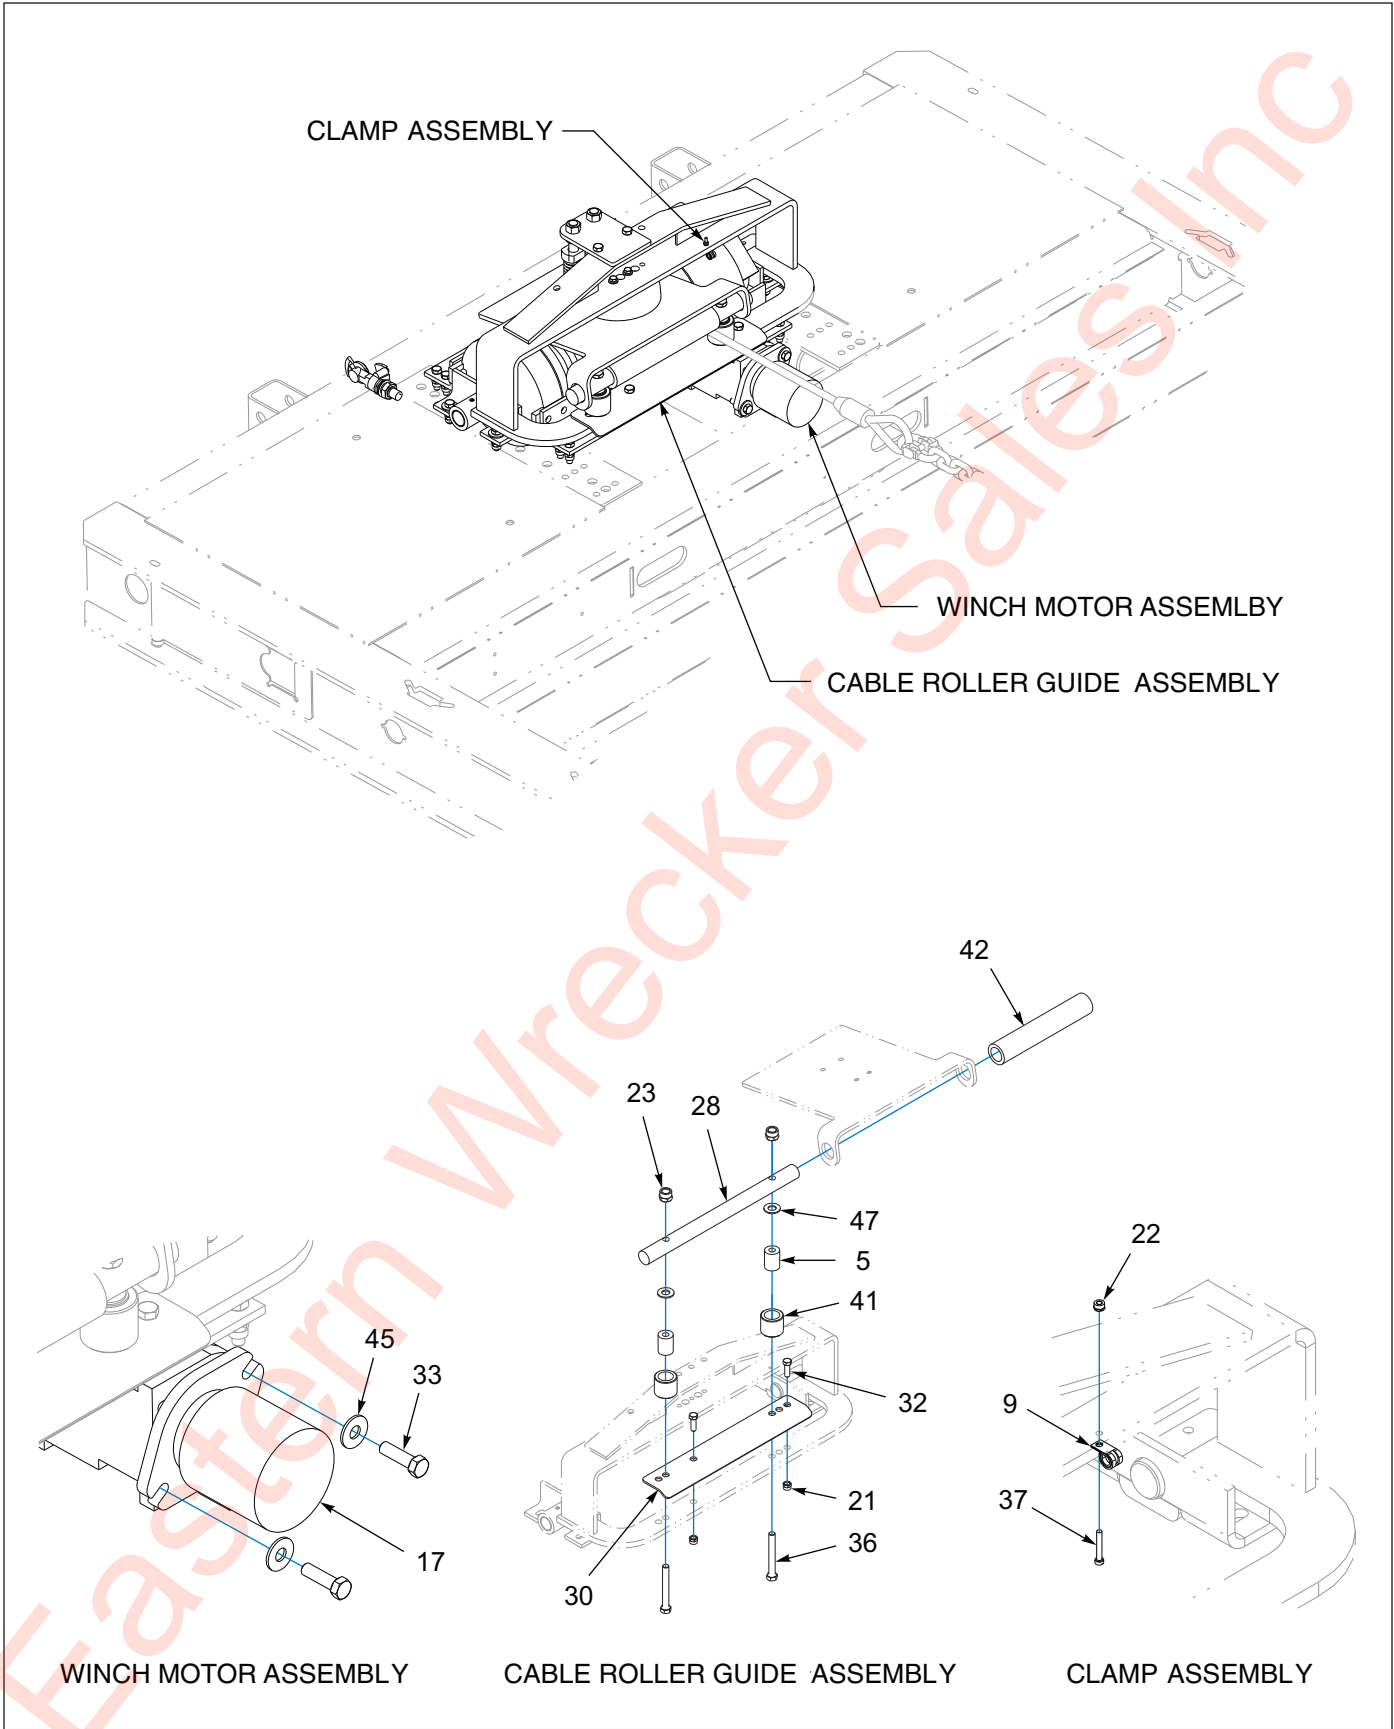 CLAMP ASSEMBLY
WINCH MOTOR ASSEMLBY
CABLE ROLLER GUIDE ASSEMBLY
42
23
28
47
5
41
22
45
33
32
9
21
37
17
36
30
WINCH MOTOR ASSEMBLY
CABLE ROLLER GUIDE ASSEMBLY
CLAMP ASSEMBLY
Eastern Wrecker Sales Inc